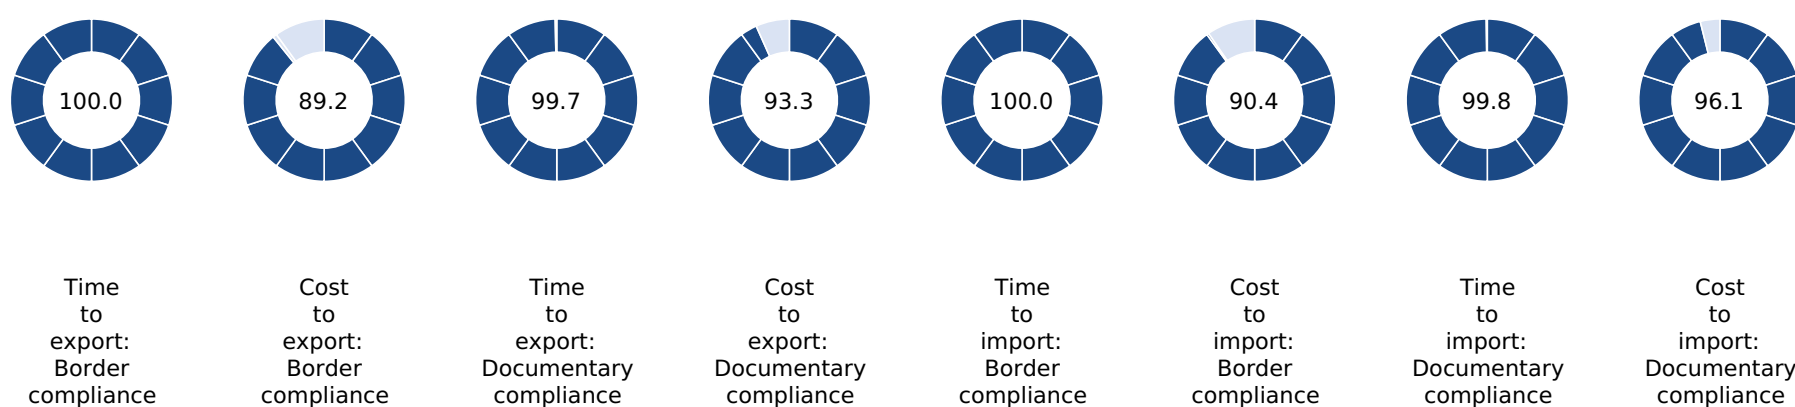 100.0
89.2
99.7
93.3
100.0
90.4
99.8
96.1
Time
to
export:
Border
compliance
Cost
to
export:
Border
compliance
Time
to
export:
Documentary
compliance
Cost
to
export:
Documentary
compliance
Time
to
import:
Border
compliance
Cost
to
import:
Border
compliance
Time
to
import:
Documentary
compliance
Cost
to
import:
Documentary
compliance